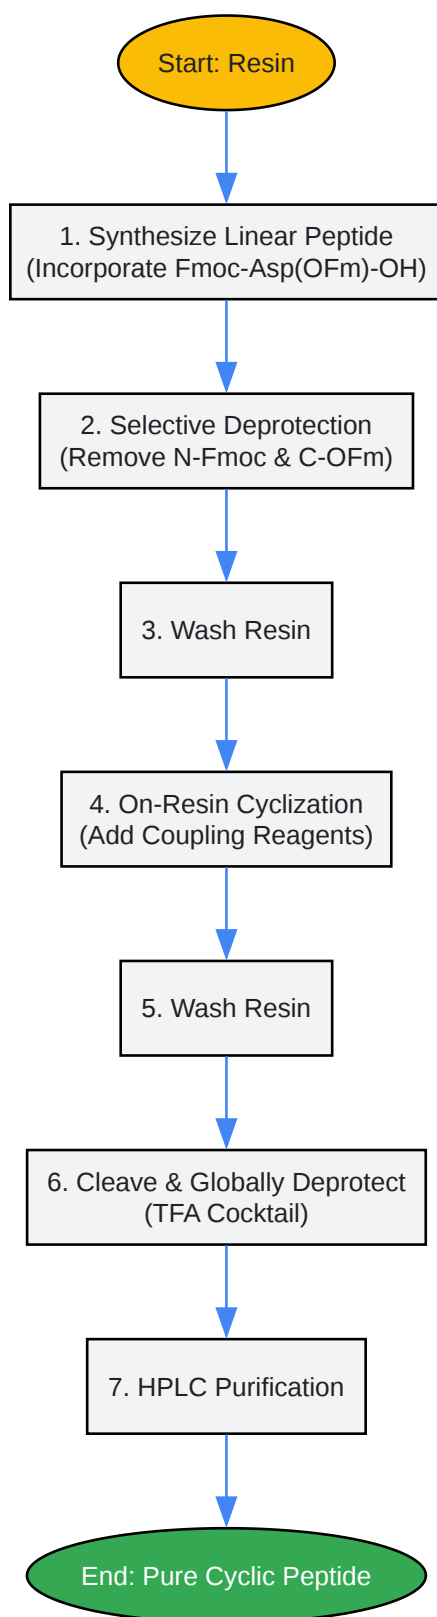 Start: Resin
1. Synthesize Linear Peptide
(Incorporate Fmoc-Asp(OFm)-OH)
2. Selective Deprotection
(Remove N-Fmoc & C-OFm)
3. Wash Resin
4. On-Resin Cyclization
(Add Coupling Reagents)
5. Wash Resin
6. Cleave & Globally Deprotect
(TFA Cocktail)
7. HPLC Purification
End: Pure Cyclic Peptide